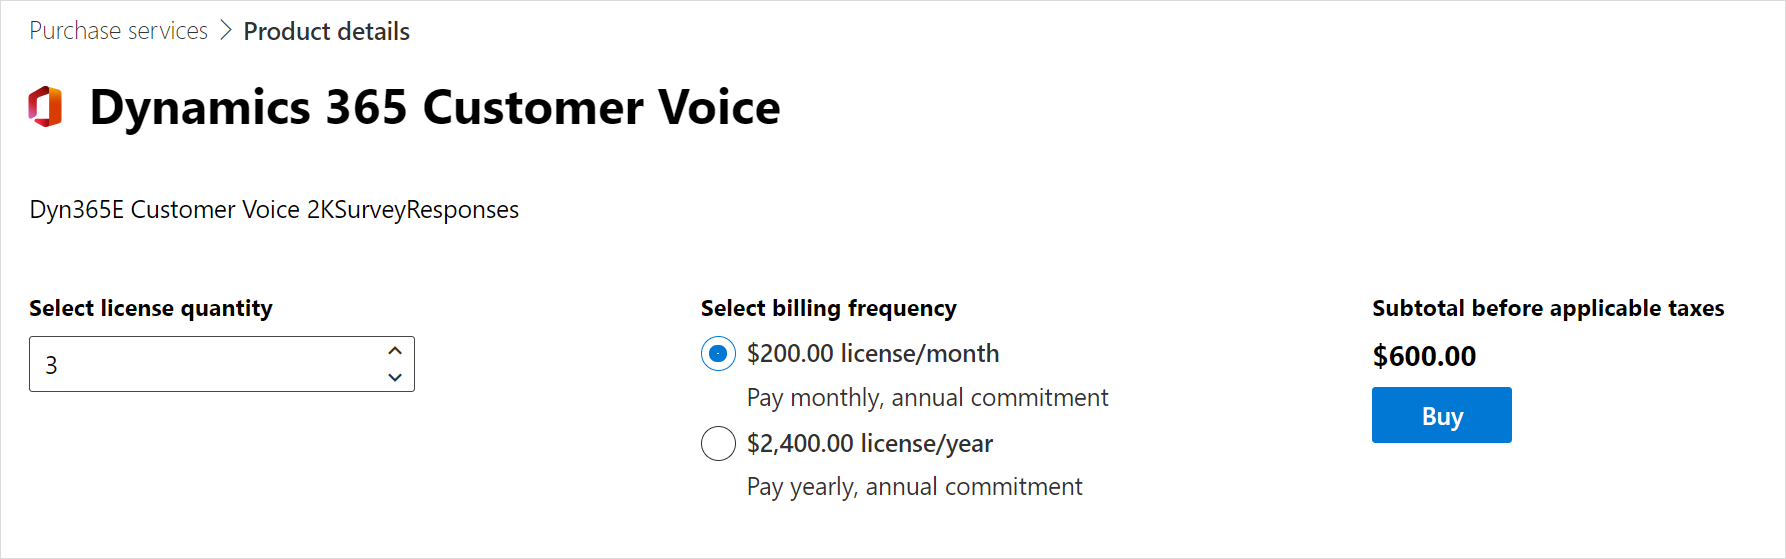 Purchase services > Product details
Dynamics 365 Customer Voice
Dyn365E Customer Voice 2KSurveyResponses
Select license quantity
3
Select billing frequency
$200.00 license/month
Pay monthly, annual commitment
$2,400.00 license/year
Pay yearly, annual commitment
Subtotal before applicable taxes
$600.00
Buy